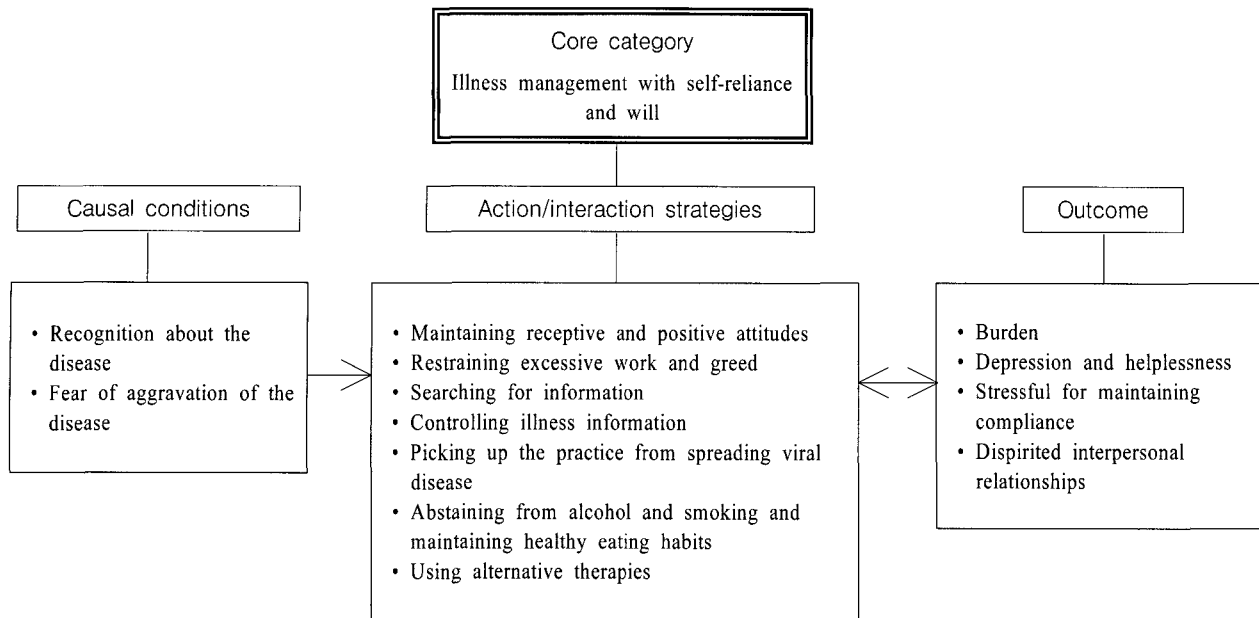 Core category
Illness management with self-reliance
and will
Causal conditions
Action/interaction strategies
Outcome
• Recognition about the
disease
• Fear of aggravation of the
disease
• Maintaining receptive and positive attitudes
• Restraining excessive work and greed
• Searching for information
• Controlling illness information
• Picking up the practice from spreading viral
disease
• Abstaining from alcohol and smoking and
maintaining healthy eating habits
• Using alternative therapies
• Burden
• Depression and helplessness
• Stressful for maintaining
compliance
• Dispirited interpersonal
relationships